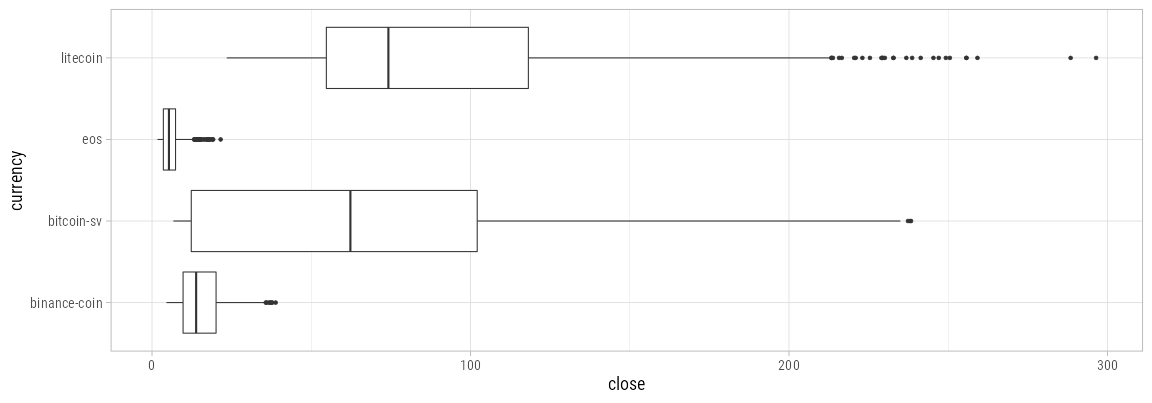 litecoin
eos
bitcoin-sv
binance-coin
currency
0 100 200 300
close